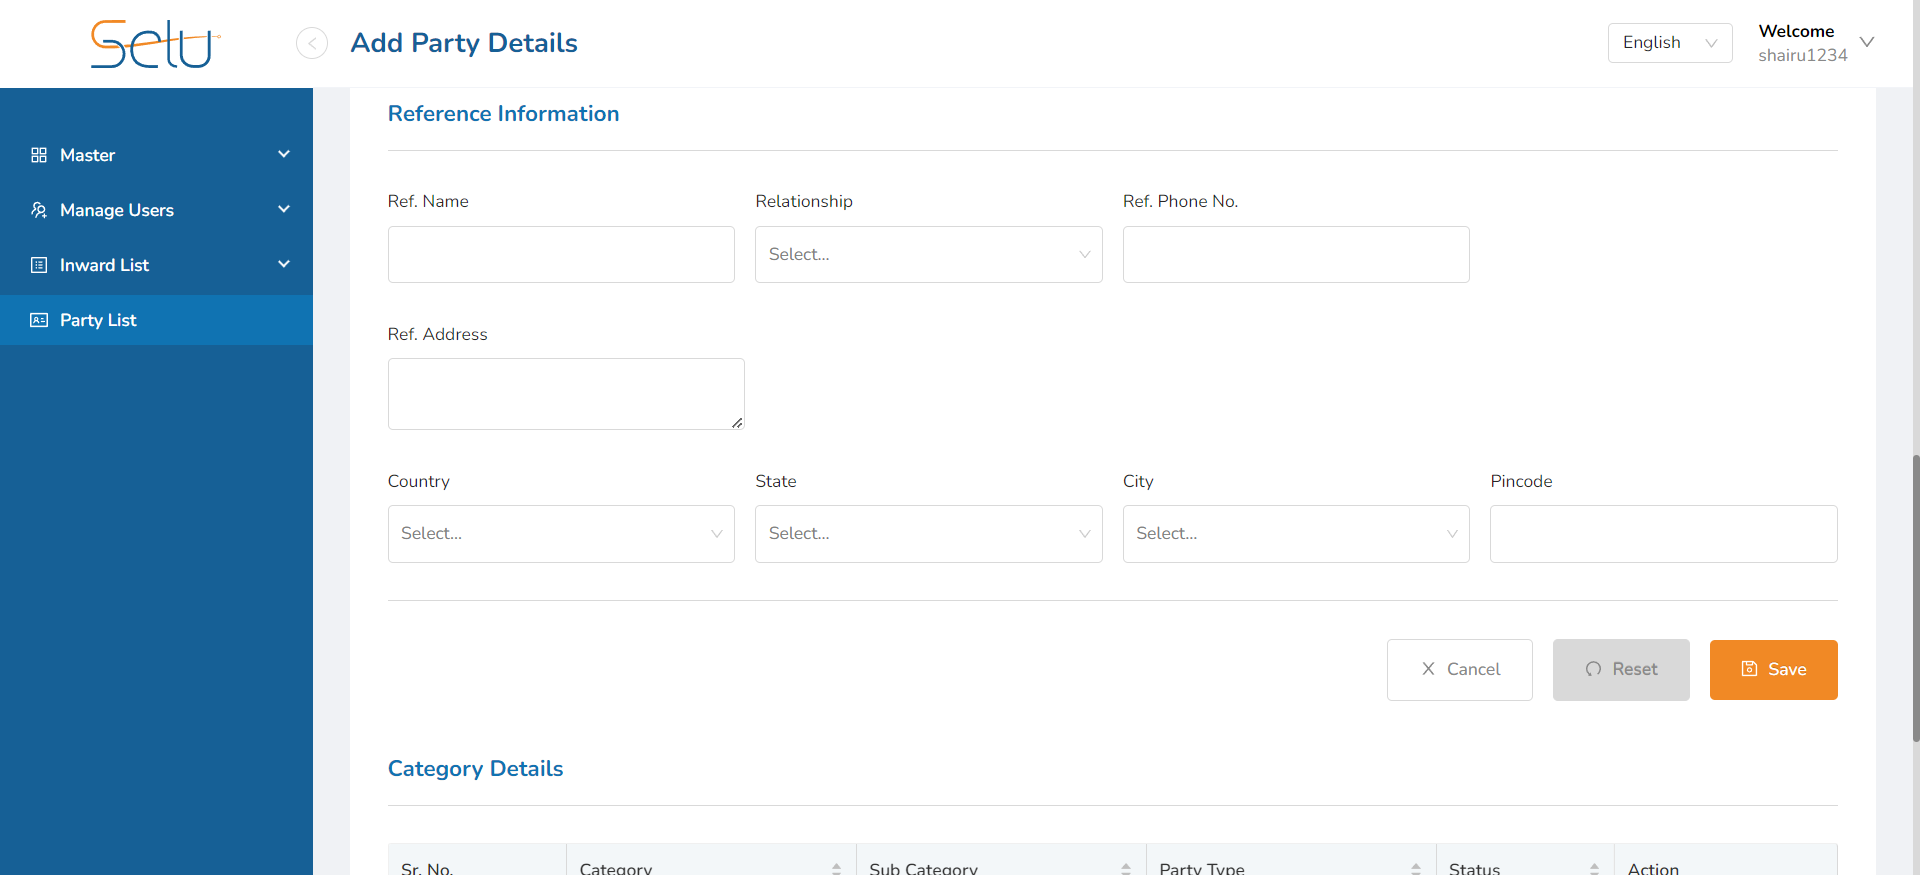 Setu
Add Party Details
English
Welcome
shairu1234
Master
Manage Users
Inward List
Party List
Reference Information
Ref. Name
Relationship
Ref. Phone No.
Select...
Ref. Address
Country
State
City
Pincode
Select...
Select...
Select...
Cancel
Reset
Save
Category Details
Sr. No.
Category
Sub Category
Party Type
Status
Action